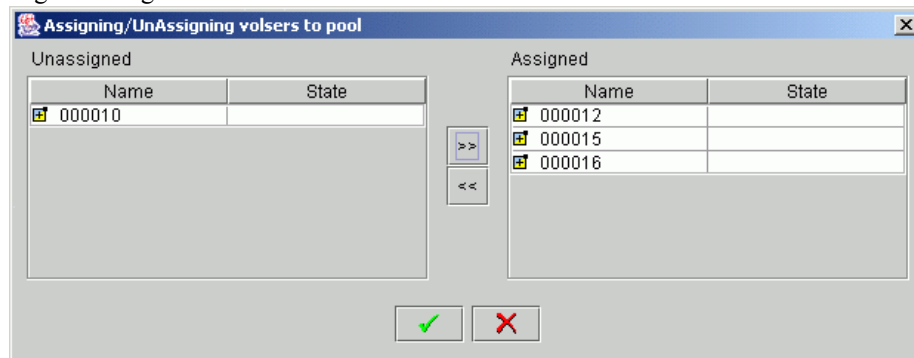 Assigning/UnAssigning volsers to pool
Unassigned
Assigned
Name State
Name State
000010
000012
000015
000016
>>
<<